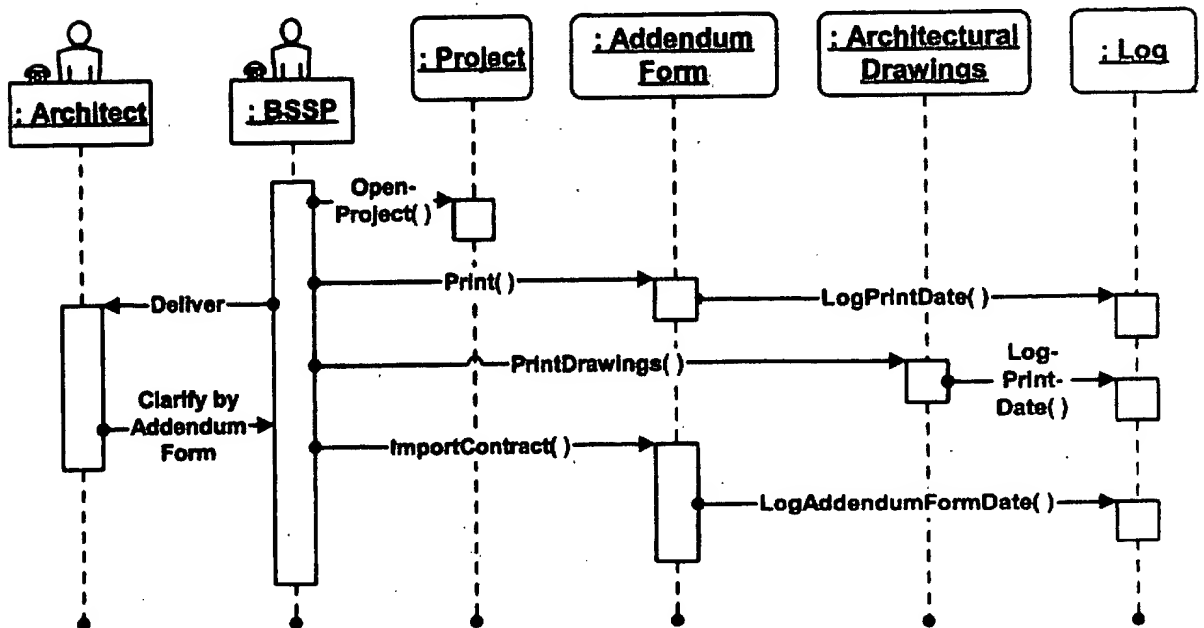 : Architect
: BSSP
: Project
: Addendum
Form
: Architectural
Drawings
: Log
Open-
Project( )
Print( )
Deliver
LogPrintDate( )
PrintDrawings( )
Log-
Print-
Date( )
Clarify by
Addendum
Form
ImportContract( )
LogAddendumFormDate( )